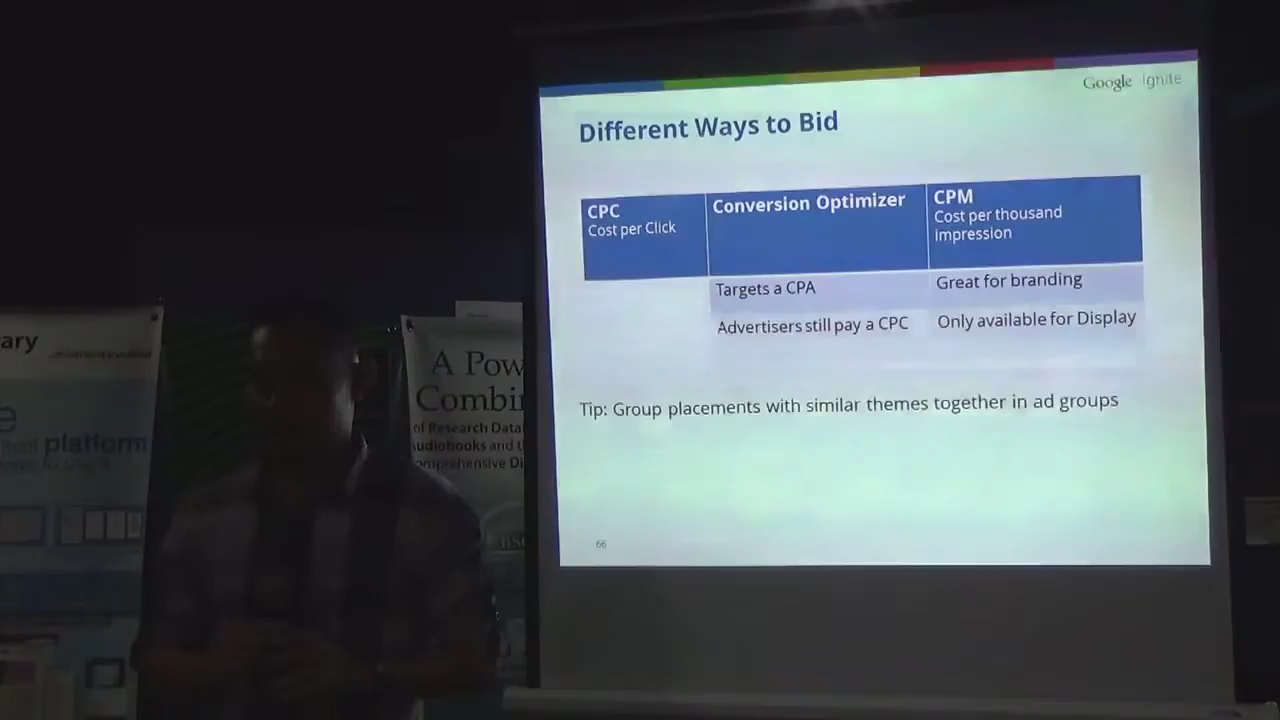 Google Ignite
Different Ways to Bid
CPC
Cost per Click
Conversion Optimizer
CPM
Cost per thousand
impression
Targets a CPA
Great for branding
Advertisers still pay a CPC
Only available for Display
Tip: Group placements with similar themes together in ad groups
66
ary
e
platform
A Pow
Combi
of Research Data
udiobooks and t
omprehensive Di